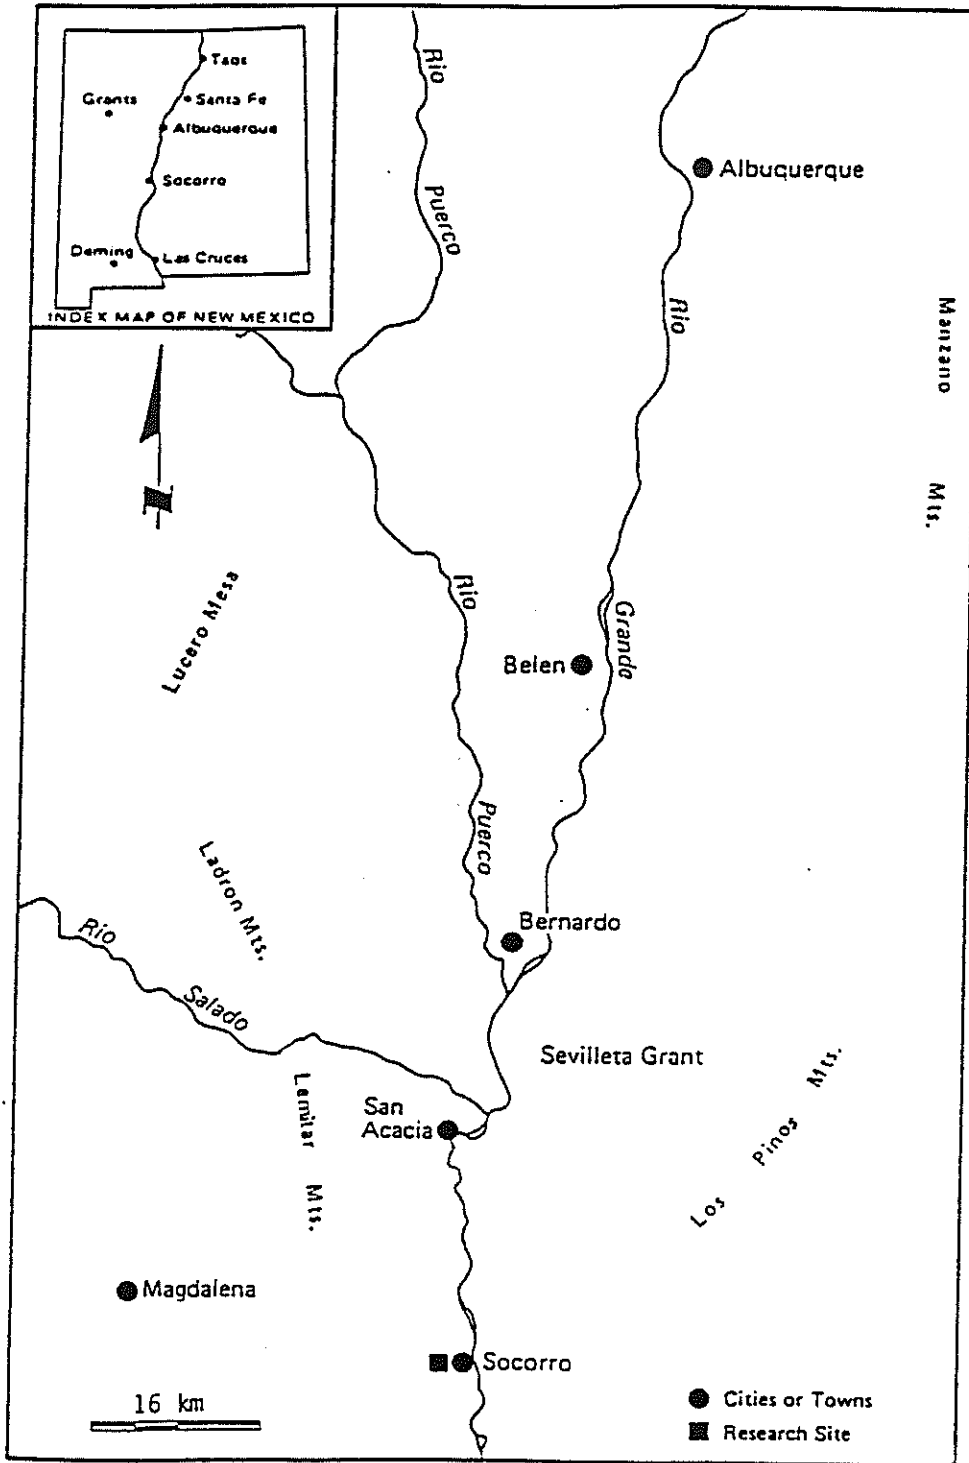 Taos
Grants
Santa Fe
Albuquerque
Socorro
Deming
Las Cruces
INDEX MAP OF NEW MEXICO
Rio
Puerco
Albuquerque
Rio
Manzano
Mts.
Lucero Mesa
Rio
Grande
Belen
Puerco
Ladron Mts.
Bernardo
Rio
Salado
Sevilleta Grant
Los Pinos Mts.
San
Acacia
Lemitar Mts.
Magdalena
Socorro
16 km
Cities or Towns
Research Site